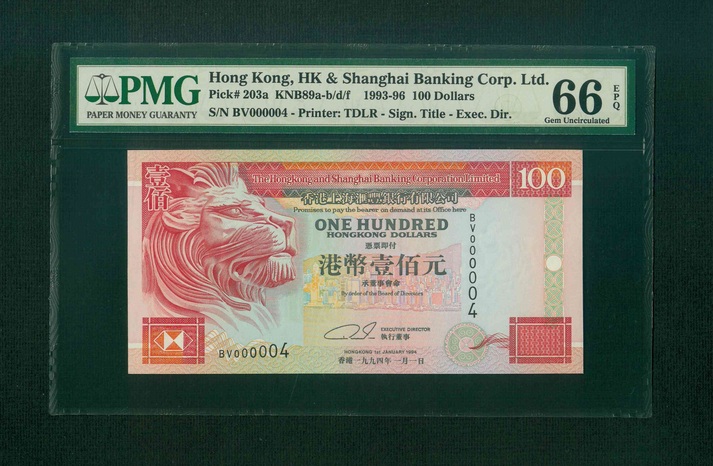 PMG
PAPER MONEY GUARANTY
Hong Kong, HK & Shanghai Banking Corp. Ltd.
Pick# 203a KNB89a-b/d/f 1993-96 100 Dollars
S/N BV000004 - Printer: TDLR - Sign. Title - Exec. Dir.
66 EPQ
Gem Uncirculated
壹佰
The Hongkong and Shanghai Banking Corporation Limited
100
香港上海滙豐銀行有限公司
Promises to pay the bearer on demand at its Office here
ONE HUNDRED
HONGKONG DOLLARS
憑票即付
港幣壹佰元
承董事會命
By order of the Board of Directors
BV000004
EXECUTIVE DIRECTOR
執行董事
BV000004
HONGKONG 1st JANUARY 1994
香港一九九四年一月一日